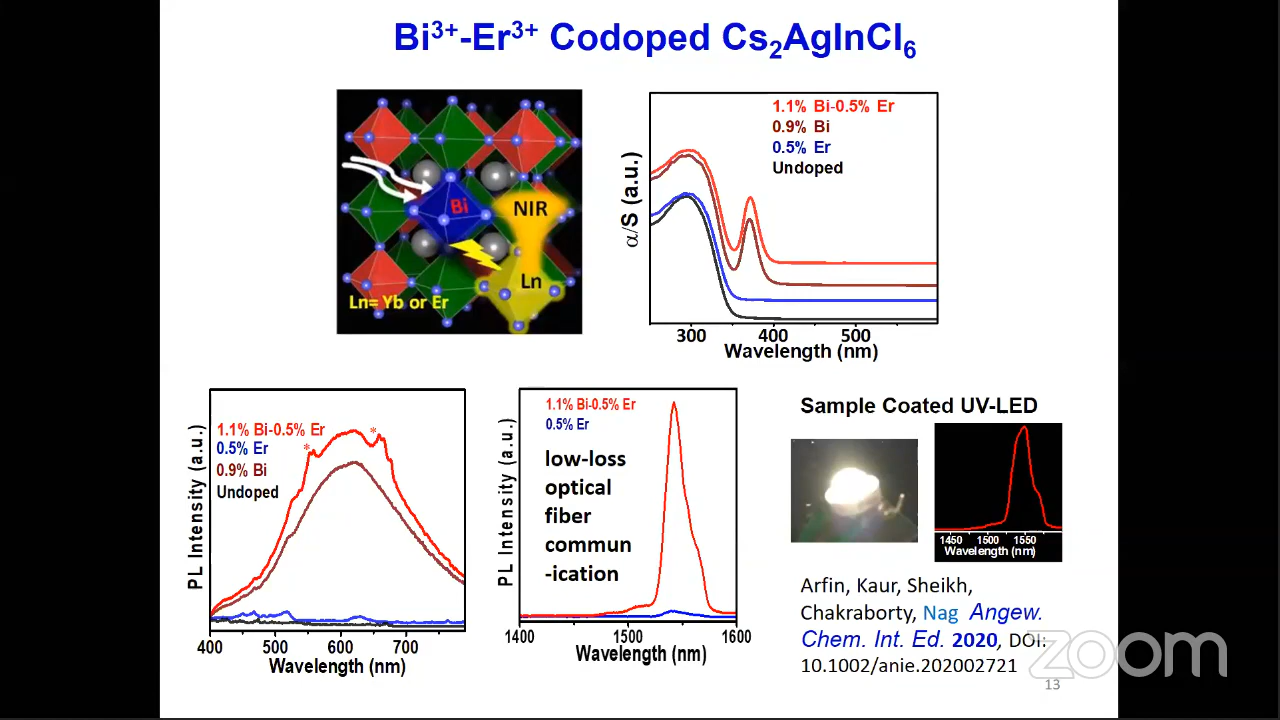 Bi3+-Er3+ Codoped Cs2AgInCl6
Bi
NIR
Ln
Ln= Yb or Er
1.1% Bi-0.5% Er
0.9% Bi
0.5% Er
Undoped
α/S (a.u.)
300 400 500
Wavelength (nm)
1.1% Bi-0.5% Er
0.5% Er
0.9% Bi
Undoped
* *
PL Intensity (a.u.)
400 500 600 700
Wavelength (nm)
1.1% Bi-0.5% Er
0.5% Er
low-loss
optical
fiber
commun
-ication
PL Intensity (a.u.)
1400 1500 1600
Wavelength (nm)
Sample Coated UV-LED
1450 1500 1550
Wavelength (nm)
Arfin, Kaur, Sheikh,
Chakraborty, Nag Angew.
Chem. Int. Ed. 2020, DOI:
10.1002/anie.202002721
zoom
13